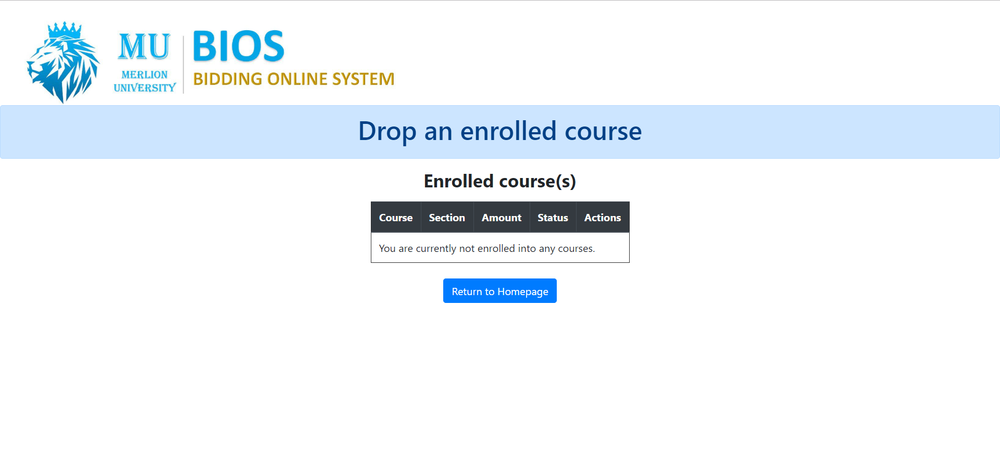 MU
MERLION
UNIVERSITY
BIOS
BIDDING ONLINE SYSTEM
Drop an enrolled course
Enrolled course(s)
Course Section Amount Status Actions
You are currently not enrolled into any courses.
Return to Homepage